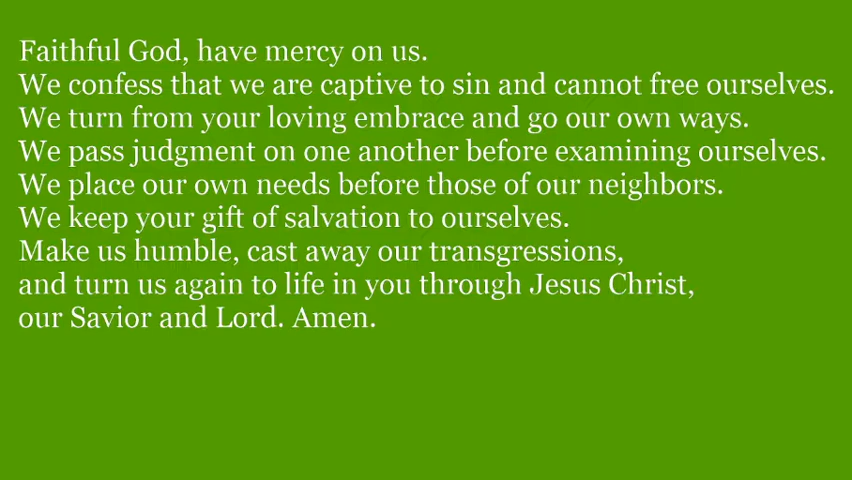 Faithful God, have mercy on us.
We confess that we are captive to sin and cannot free ourselves.
We turn from your loving embrace and go our own ways.
We pass judgment on one another before examining ourselves.
We place our own needs before those of our neighbors.
We keep your gift of salvation to ourselves.
Make us humble, cast away our transgressions,
and turn us again to life in you through Jesus Christ,
our Savior and Lord. Amen.